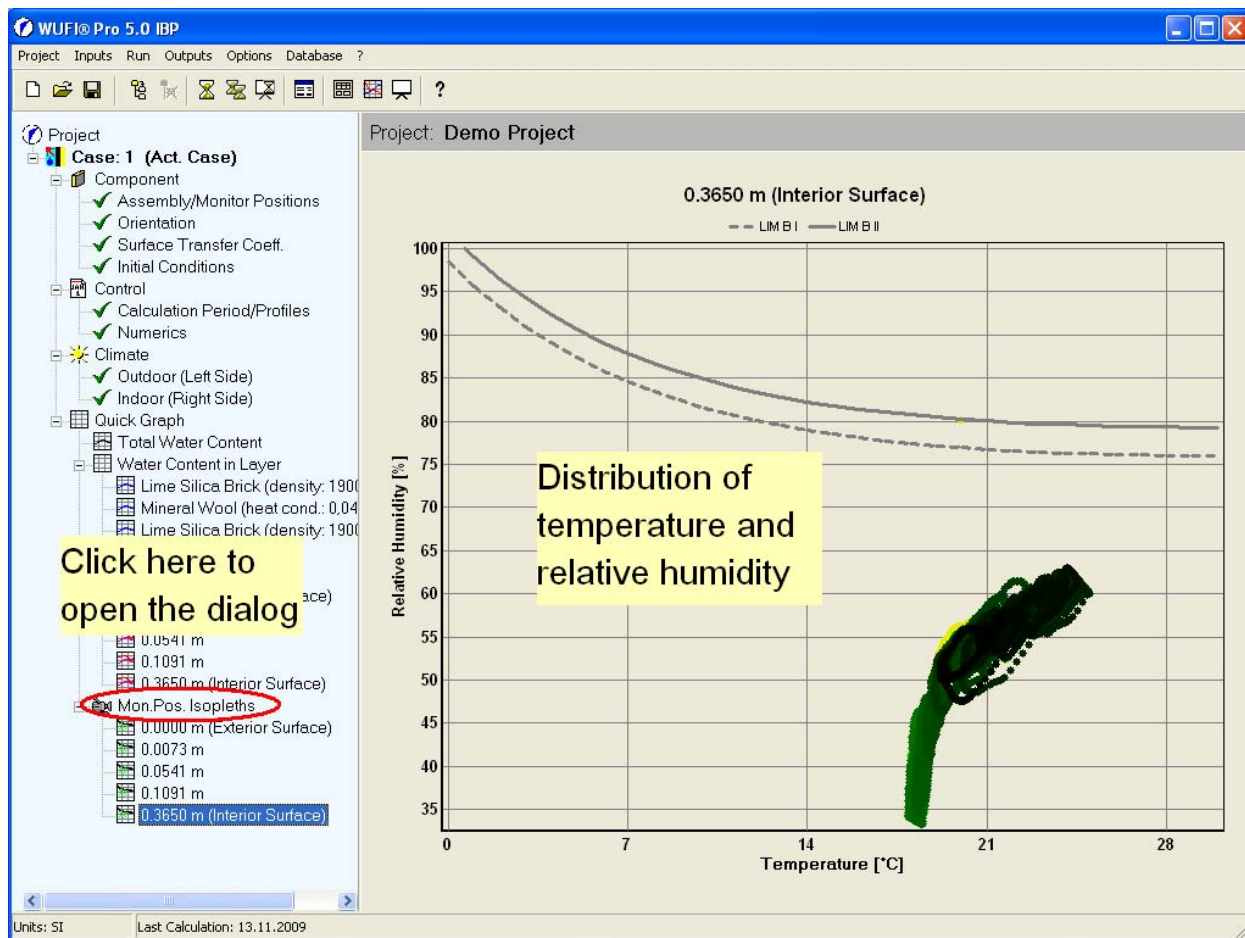 WUFI® Pro 5.0 IBP
Project Inputs Run Outputs Options Database ?
?
Project
Case: 1 (Act. Case)
Component
Assembly/Monitor Positions
Orientation
Surface Transfer Coeff.
Initial Conditions
Control
Calculation Period/Profiles
Numerics
Climate
Outdoor (Left Side)
Indoor (Right Side)
Quick Graph
Total Water Content
Water Content in Layer
Lime Silica Brick (density: 190
Mineral Wool (heat cond.: 0,04
Lime Silica Brick (density: 190
Click here to
open the dialog
0.0541 m
0.1091 m
0.3650 m (Interior Surface)
Mon.Pos. Isopleths
0.0000 m (Exterior Surface)
0.0073 m
0.0541 m
0.1091 m
0.3650 m (Interior Surface)
Project: Demo Project
0.3650 m (Interior Surface)
LIM B I LIM B II
100
95
90
85
80
75
70
65
60
55
50
45
40
35
Relative Humidity [%]
Distribution of
temperature and
relative humidity
0 7 14 21 28
Temperature [°C]
Units: SI Last Calculation: 13.11.2009